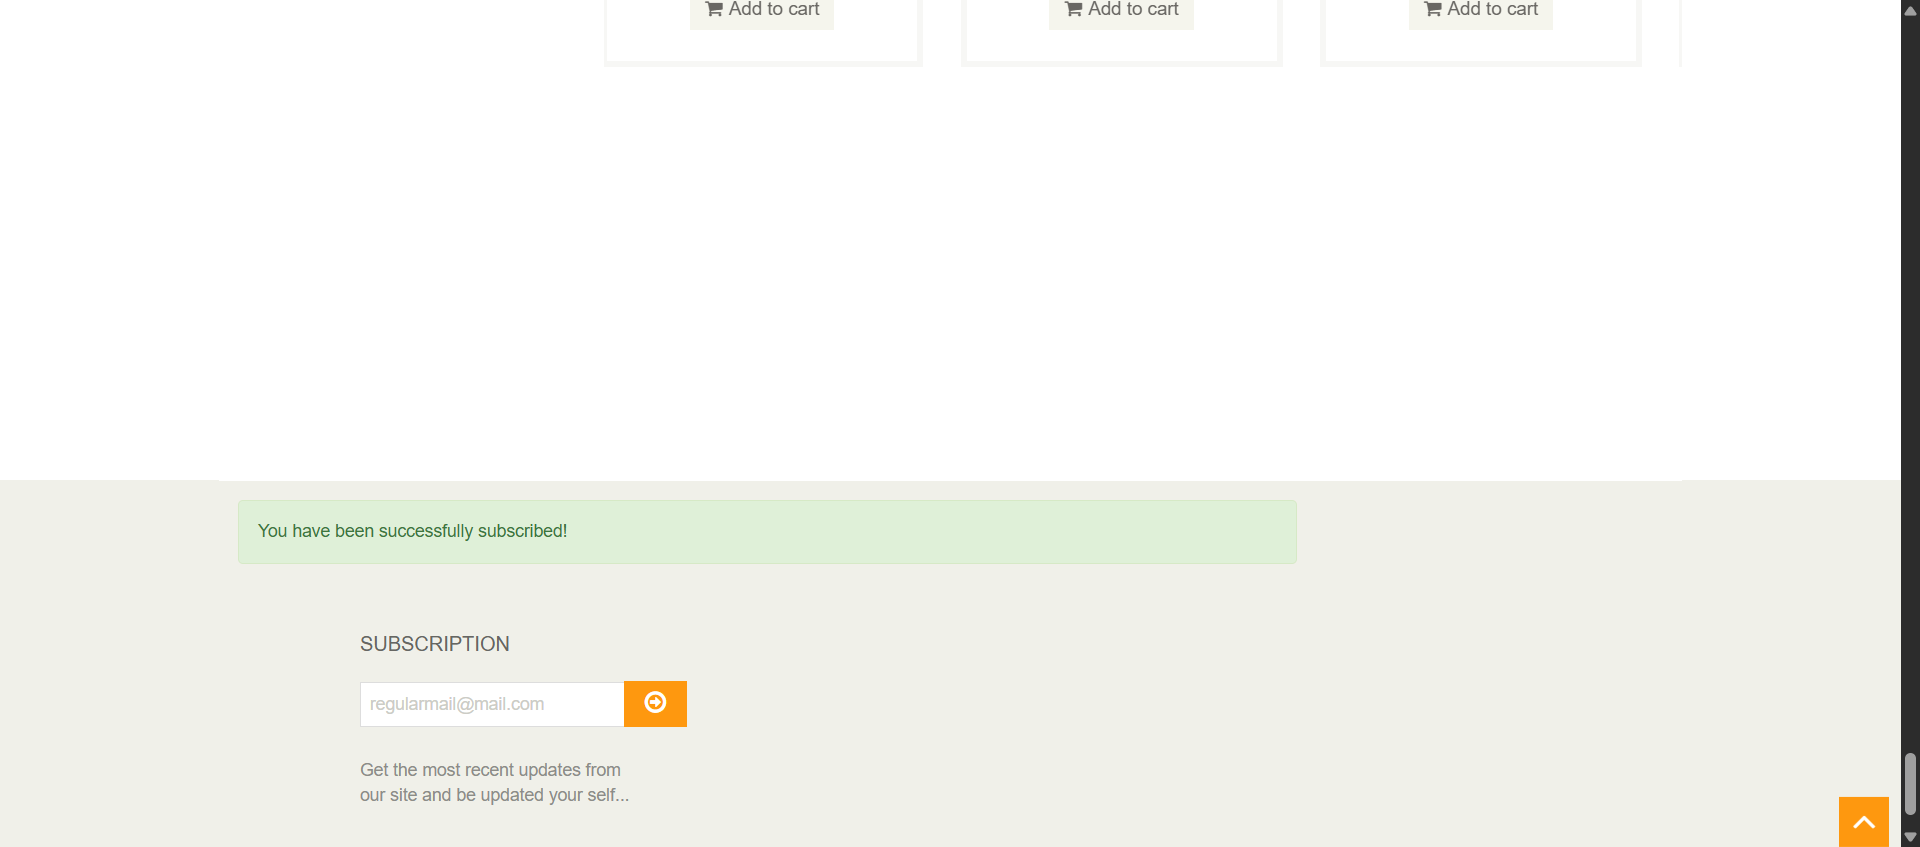 Add to cart Add to cart Add to cart
You have been successfully subscribed!
SUBSCRIPTION
regularmail@mail.com
Get the most recent updates from
our site and be updated your self...